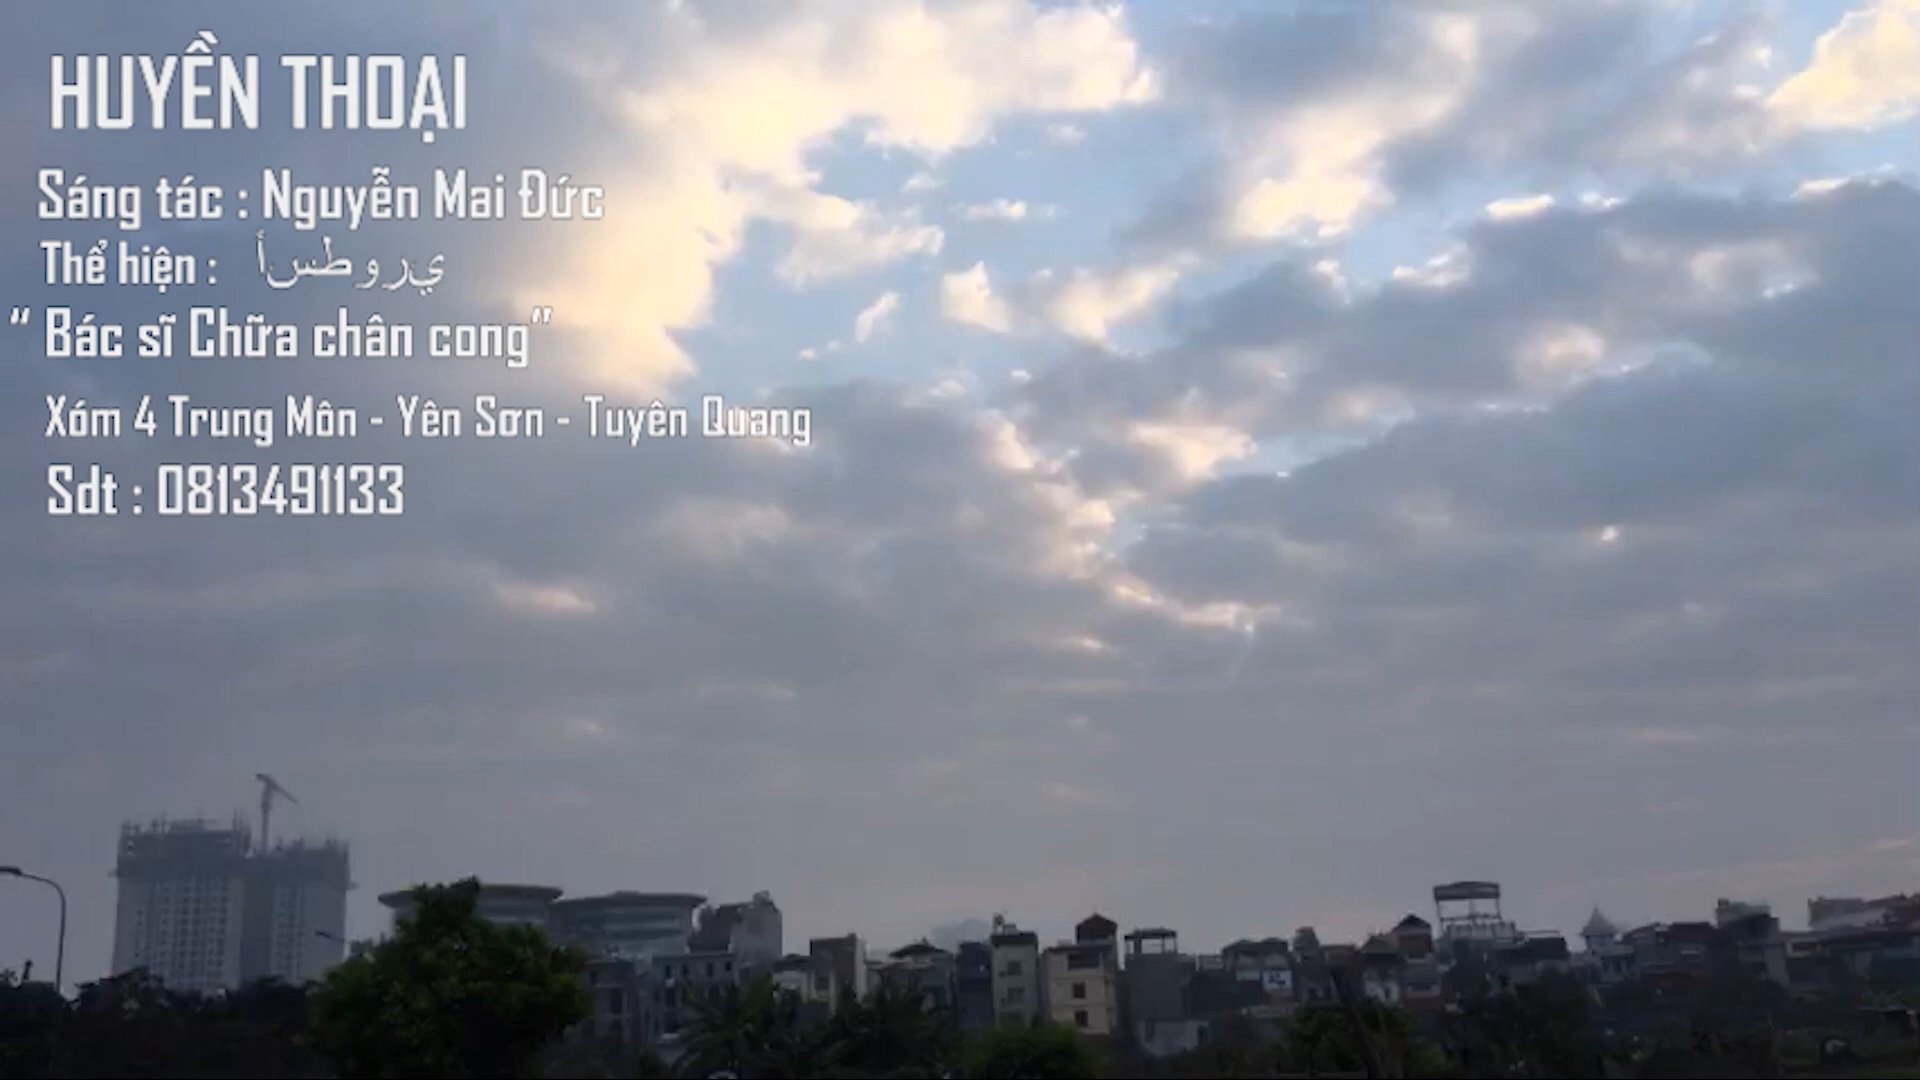 HUYỀN THOẠI
Sáng tác : Nguyễn Mai Đức
Thể hiện : أسطوري
“ Bác sĩ Chữa chân cong”
Xóm 4 Trung Môn - Yên Sơn - Tuyên Quang
Sdt : 0813491133